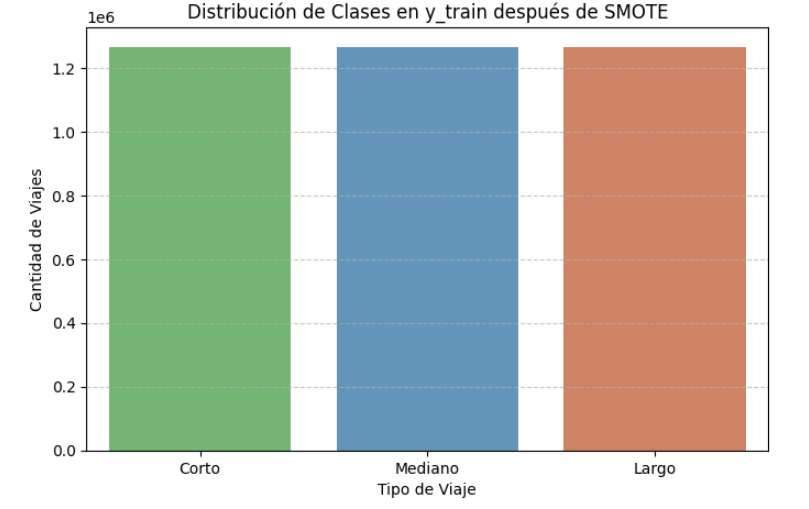 Distribución de Clases en y_train después de SMOTE
1e6
1.2
1.0
0.8
0.6
0.4
0.2
0.0
Cantidad de Viajes
Corto Mediano Largo
Tipo de Viaje